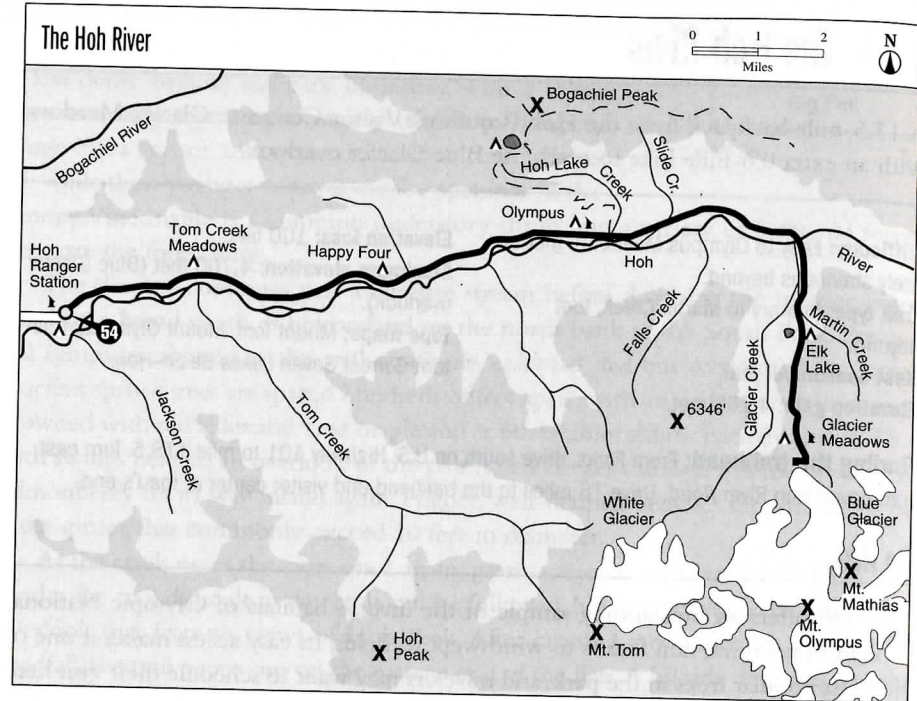 The Hoh River
0 1 2
Miles
N
Bogachiel River
Bogachiel Peak
Hoh Lake
Creek
Slide Cr.
Olympus
Tom Creek
Meadows
Happy Four
Hoh
Ranger
Station
54
Hoh
River
Falls Creek
Glacier Creek
Martin Creek
Elk
Lake
6346'
Glacier
Meadows
Jackson Creek
Tom Creek
White
Glacier
Blue
Glacier
Mt.
Mathias
Mt.
Olympus
Mt. Tom
Hoh
Peak